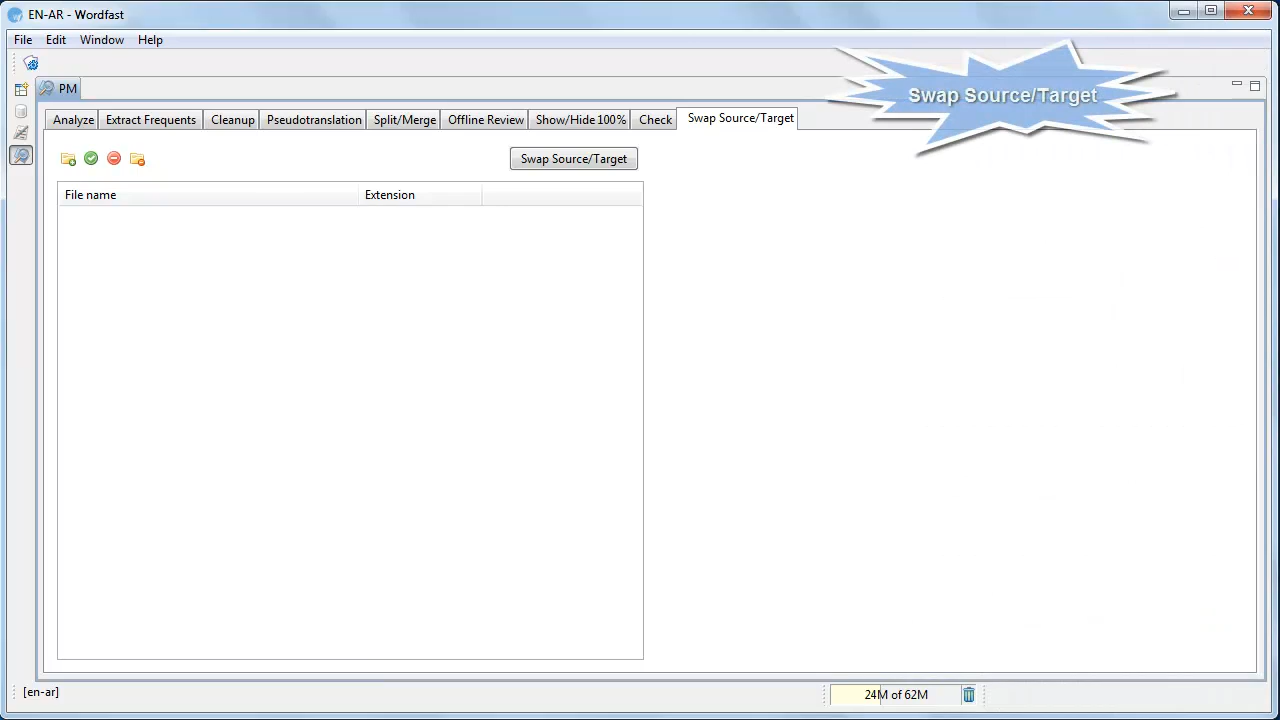 EN-AR - Wordfast
File Edit Window Help
PM
Swap Source/Target
Analyze Extract Frequents Cleanup Pseudotranslation Split/Merge Offline Review Show/Hide 100% Check Swap Source/Target
Swap Source/Target
File name Extension
[en-ar]
24M of 62M